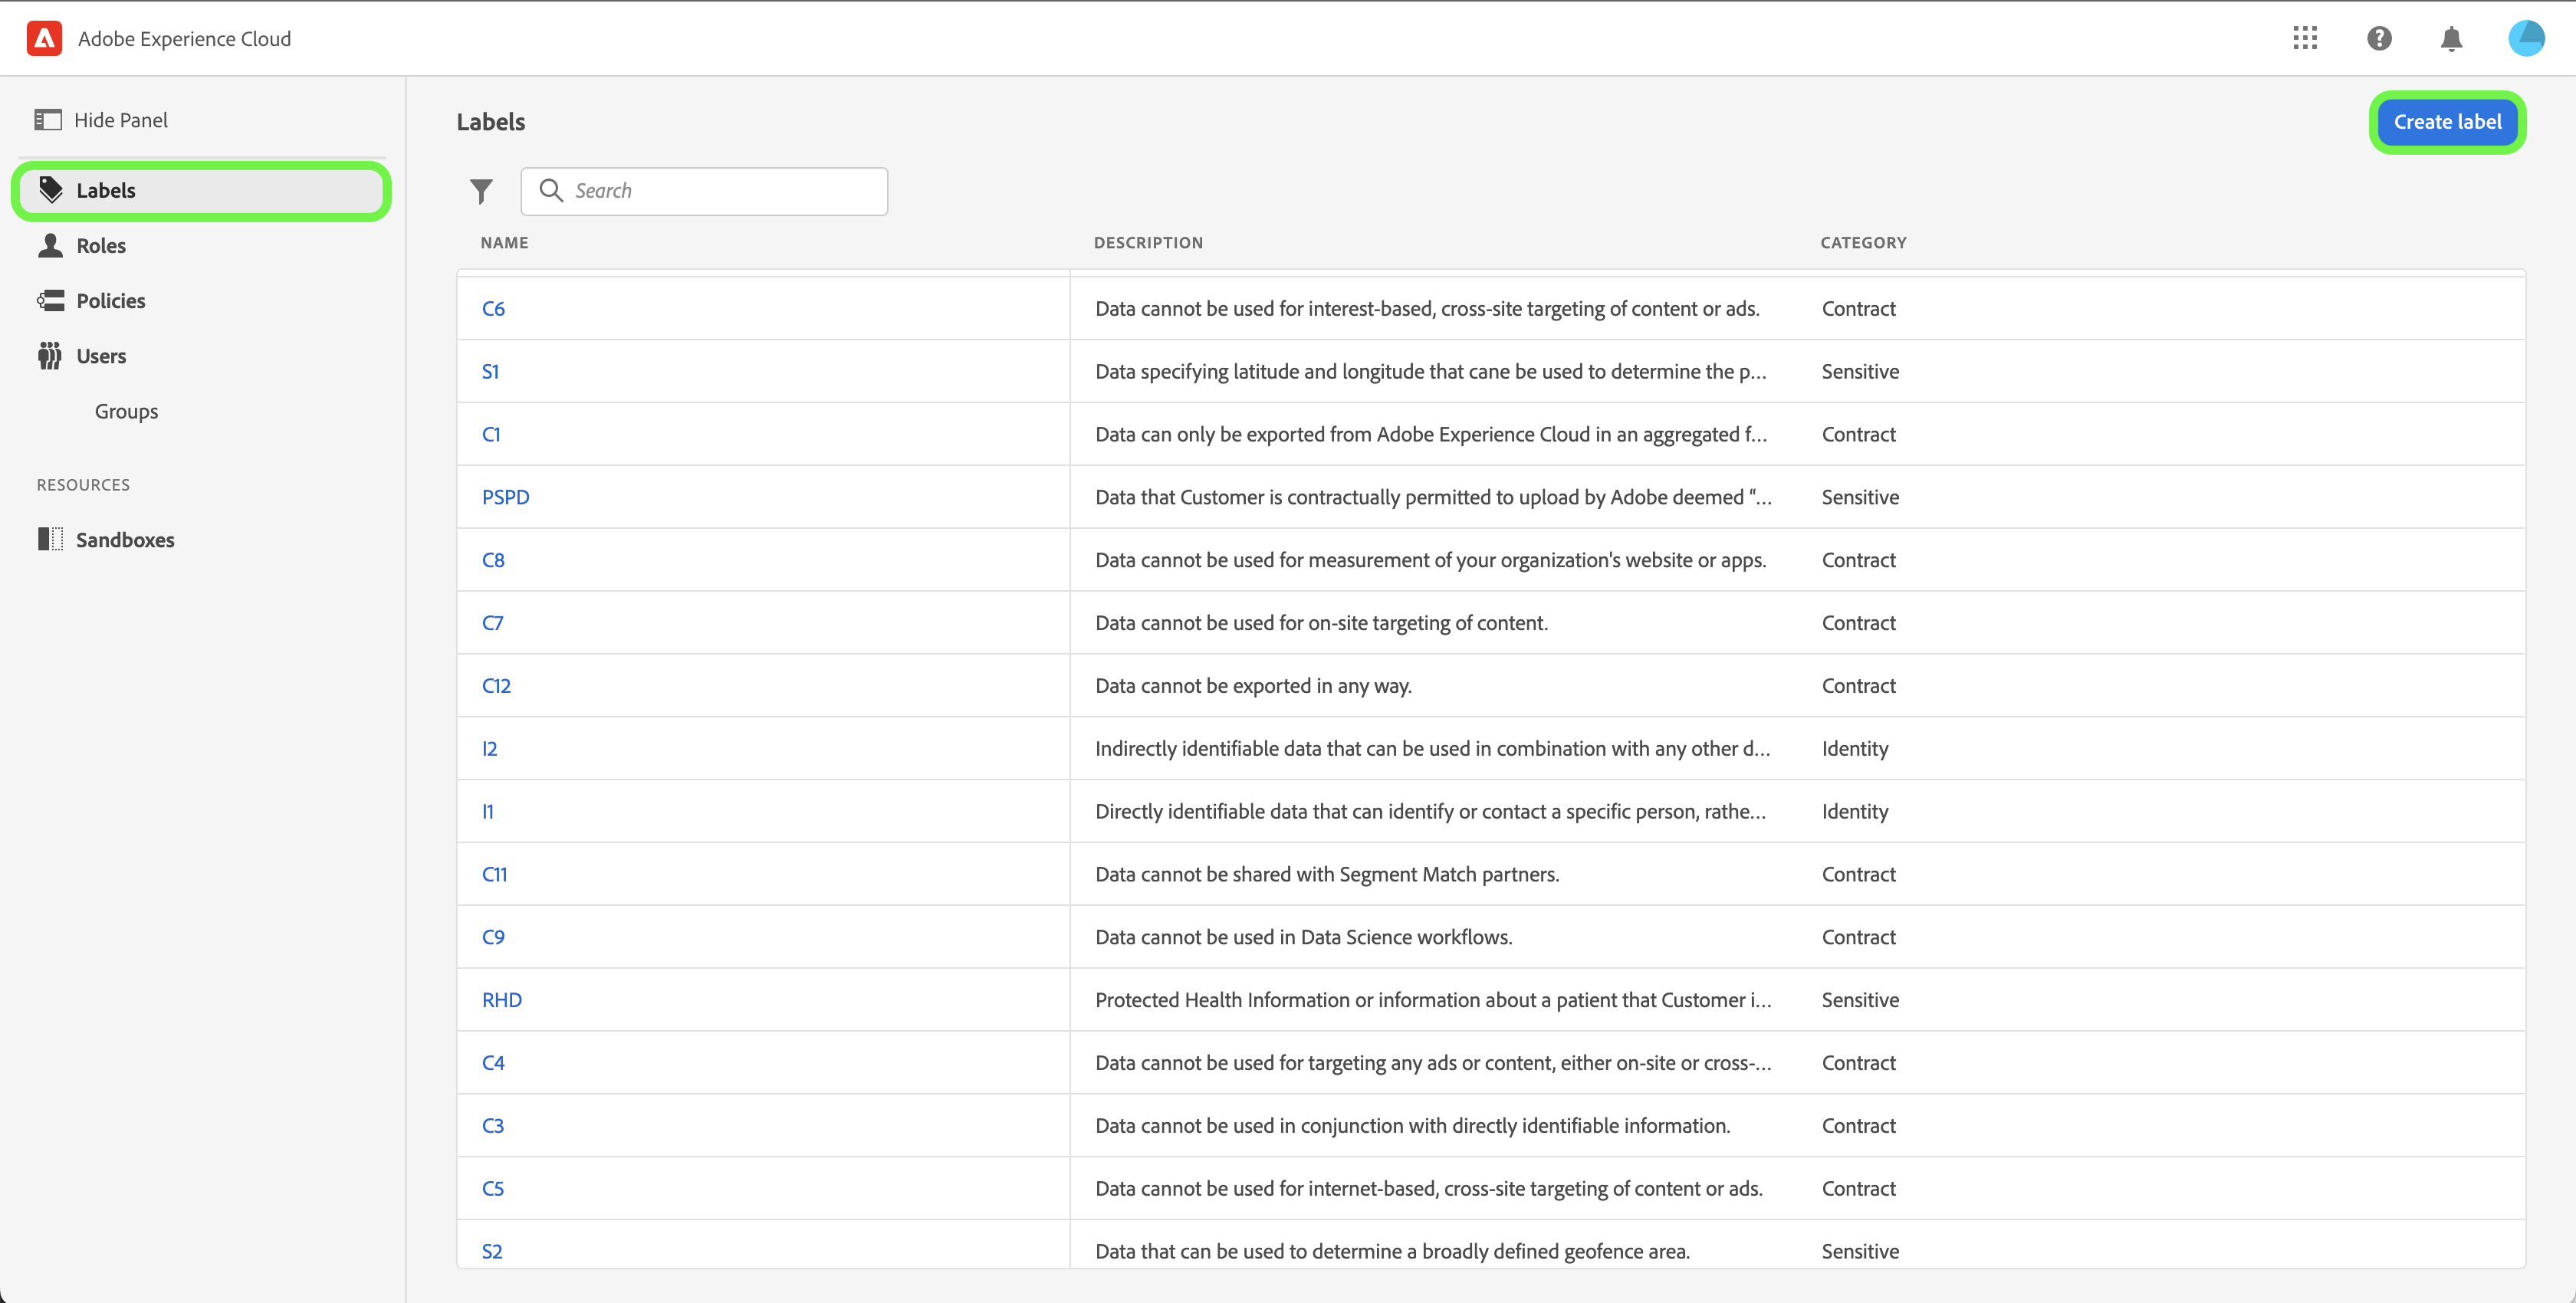 Adobe Experience Cloud
Hide Panel
Labels
Roles
Policies
Users
Groups
RESOURCES
Sandboxes
Labels
Create label
Search
NAME DESCRIPTION CATEGORY
C6 Data cannot be used for interest-based, cross-site targeting of content or ads. Contract
S1 Data specifying latitude and longitude that cane be used to determine the p... Sensitive
C1 Data can only be exported from Adobe Experience Cloud in an aggregated f... Contract
PSPD Data that Customer is contractually permitted to upload by Adobe deemed “... Sensitive
C8 Data cannot be used for measurement of your organization's website or apps. Contract
C7 Data cannot be used for on-site targeting of content. Contract
C12 Data cannot be exported in any way. Contract
I2 Indirectly identifiable data that can be used in combination with any other d... Identity
I1 Directly identifiable data that can identify or contact a specific person, rathe... Identity
C11 Data cannot be shared with Segment Match partners. Contract
C9 Data cannot be used in Data Science workflows. Contract
RHD Protected Health Information or information about a patient that Customer i... Sensitive
C4 Data cannot be used for targeting any ads or content, either on-site or cross-... Contract
C3 Data cannot be used in conjunction with directly identifiable information. Contract
C5 Data cannot be used for internet-based, cross-site targeting of content or ads. Contract
S2 Data that can be used to determine a broadly defined geofence area. Sensitive